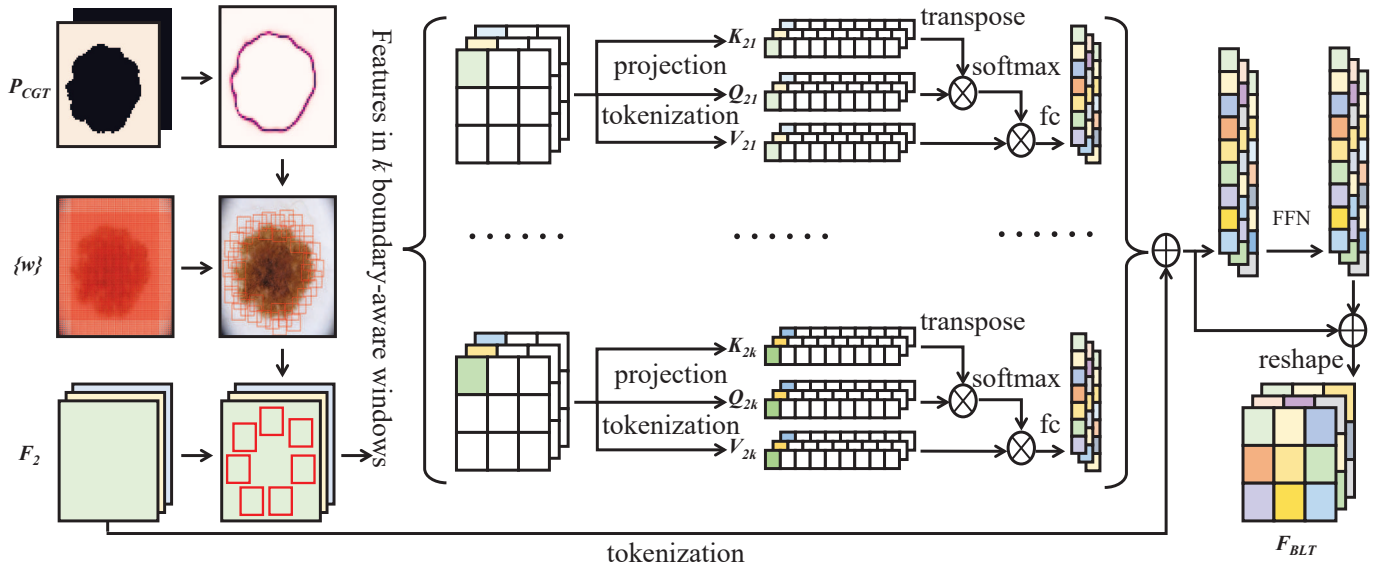 P_CGT
{w}
F_2
Features in k boundary-aware windows
projection
tokenization
K_21
Q_21
V_21
transpose
softmax
fc
. . . . . .
. . . . . .
. . . . . .
projection
tokenization
K_2k
Q_2k
V_2k
transpose
softmax
fc
FFN
reshape
F_BLT
tokenization